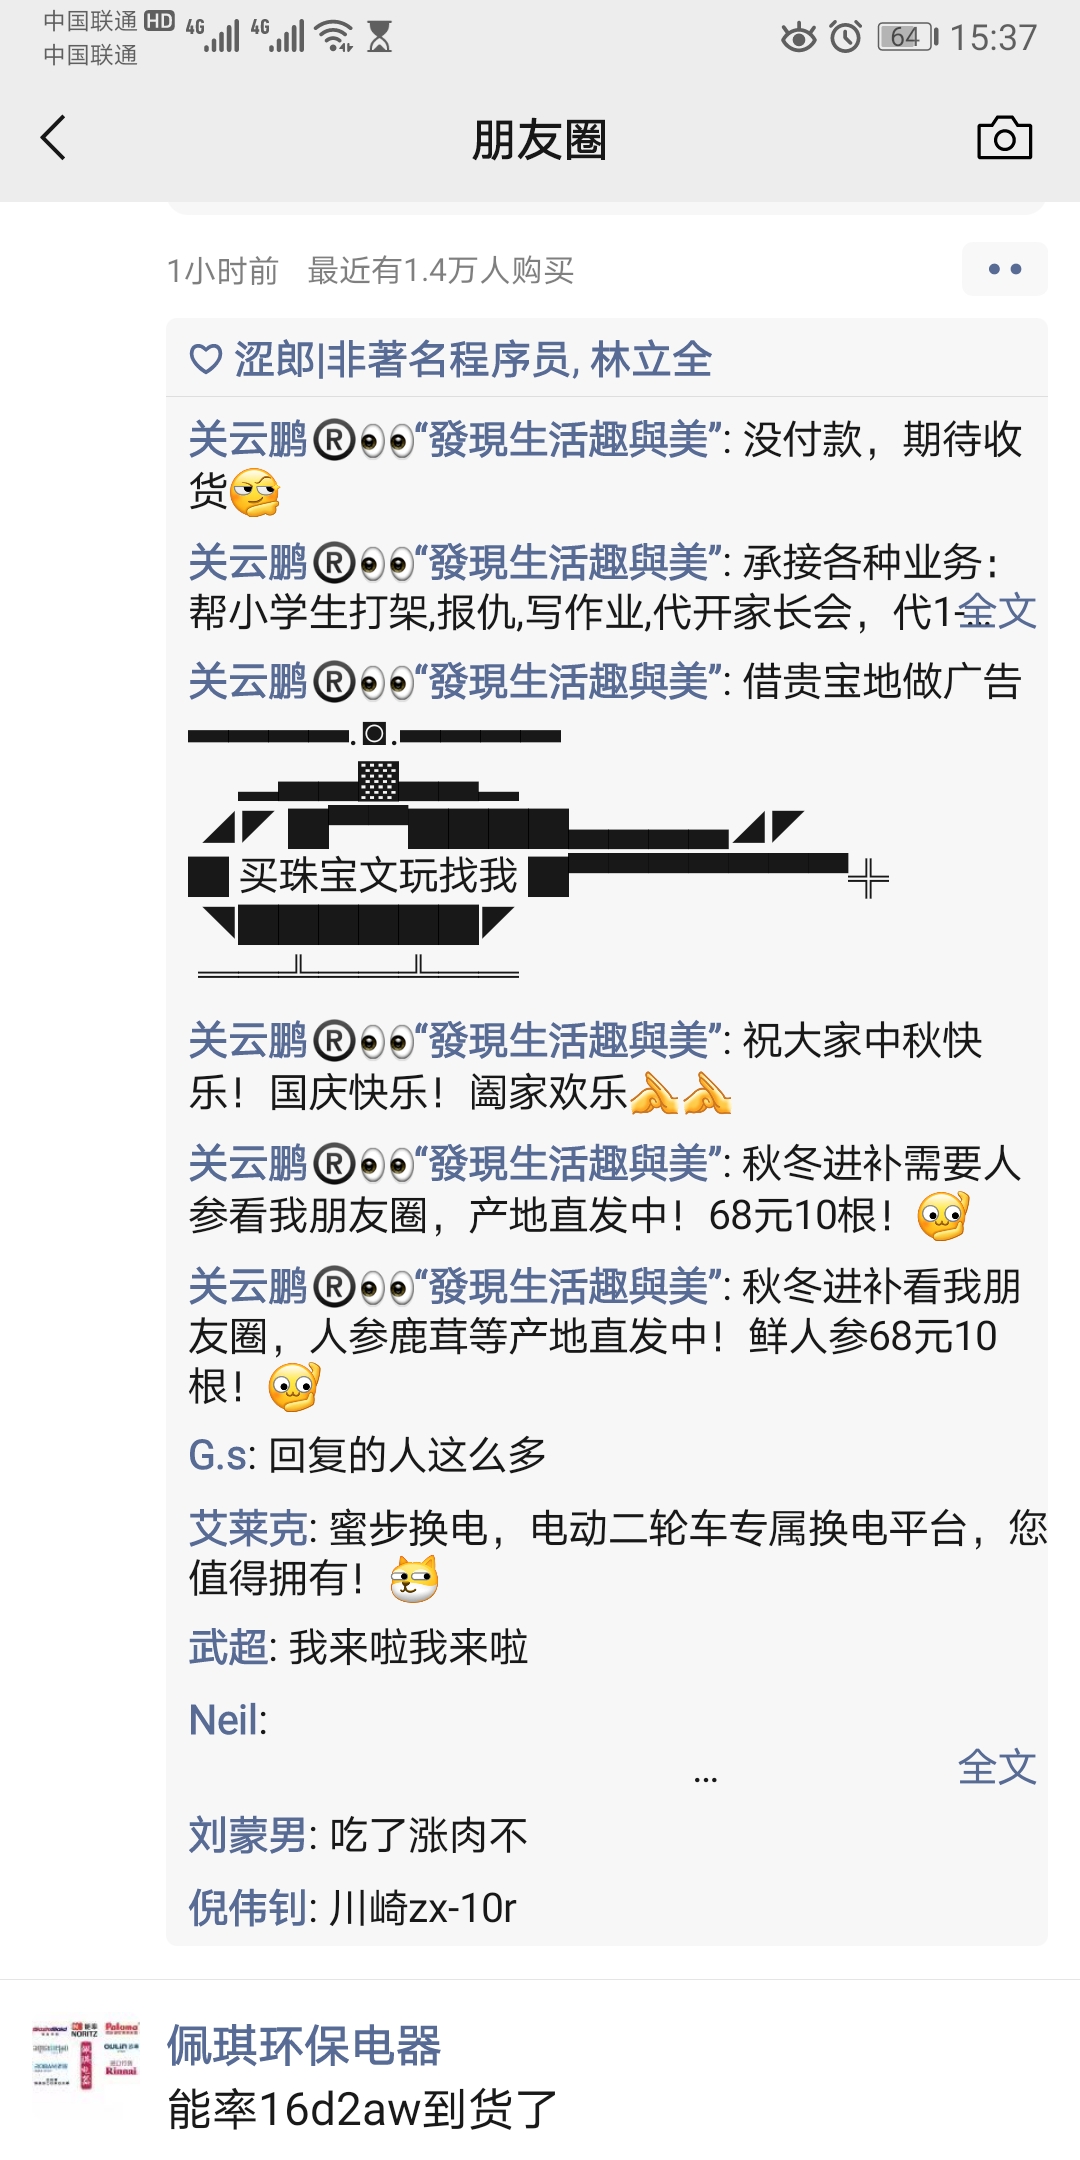 中国联通 HD 4G 4G 64 15:37
中国联通
朋友圈
1小时前 最近有1.4万人购买
涩郎|非著名程序员, 林立全
关云鹏®👀“發現生活趣與美”: 没付款，期待收
货
关云鹏®👀“發現生活趣與美”: 承接各种业务：
帮小学生打架,报仇,写作业,代开家长会，代1-...全文
关云鹏®👀“發現生活趣與美”: 借贵宝地做广告
买珠宝文玩找我
关云鹏®👀“發現生活趣與美”: 祝大家中秋快
乐！国庆快乐！阖家欢乐
关云鹏®👀“發現生活趣與美”: 秋冬进补需要人
参看我朋友圈，产地直发中！68元10根！
关云鹏®👀“發現生活趣與美”: 秋冬进补看我朋
友圈，人参鹿茸等产地直发中！鲜人参68元10
根！
G.s: 回复的人这么多
艾莱克: 蜜步换电，电动二轮车专属换电平台，您
值得拥有！
武超: 我来啦我来啦
Neil:
... 全文
刘蒙男: 吃了涨肉不
倪伟钊: 川崎zx-10r
佩琪环保电器
能率16d2aw到货了
NORITZ
Paloma
OULIN
Rinnai